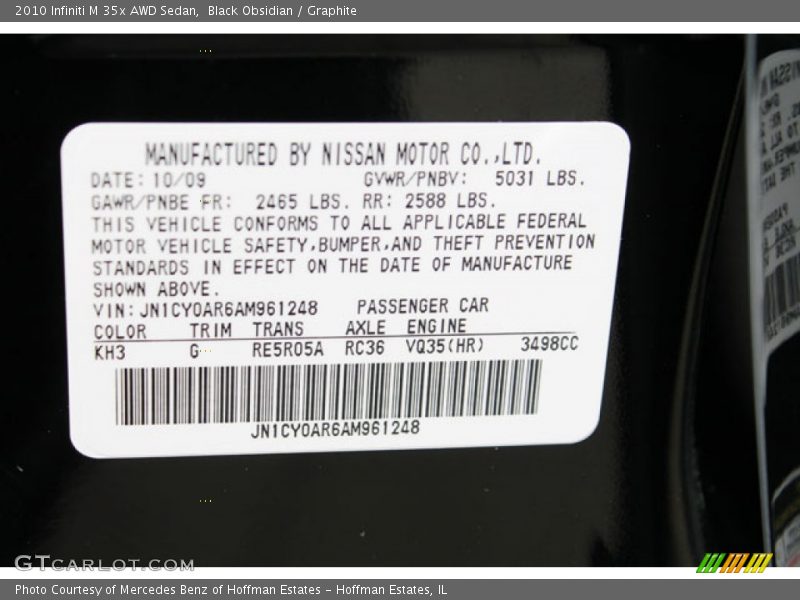 2010 Infiniti M 35x AWD Sedan,  Black Obsidian / Graphite
MANUFACTURED BY NISSAN MOTOR CO.,LTD.
DATE: 10/09 GVWR/PNBV: 5031 LBS.
GAWR/PNBE FR: 2465 LBS. RR: 2588 LBS.
THIS VEHICLE CONFORMS TO ALL APPLICABLE FEDERAL
MOTOR VEHICLE SAFETY,BUMPER,AND THEFT PREVENTION
STANDARDS IN EFFECT ON THE DATE OF MANUFACTURE
SHOWN ABOVE.
VIN: JN1CY0AR6AM961248 PASSENGER CAR
COLOR TRIM TRANS AXLE ENGINE
KH3 G RE5R05A RC36 VQ35(HR) 3498CC
JN1CY0AR6AM961248
GTCARLOT.COM
Photo Courtesy of Mercedes Benz of Hoffman Estates - Hoffman Estates, IL